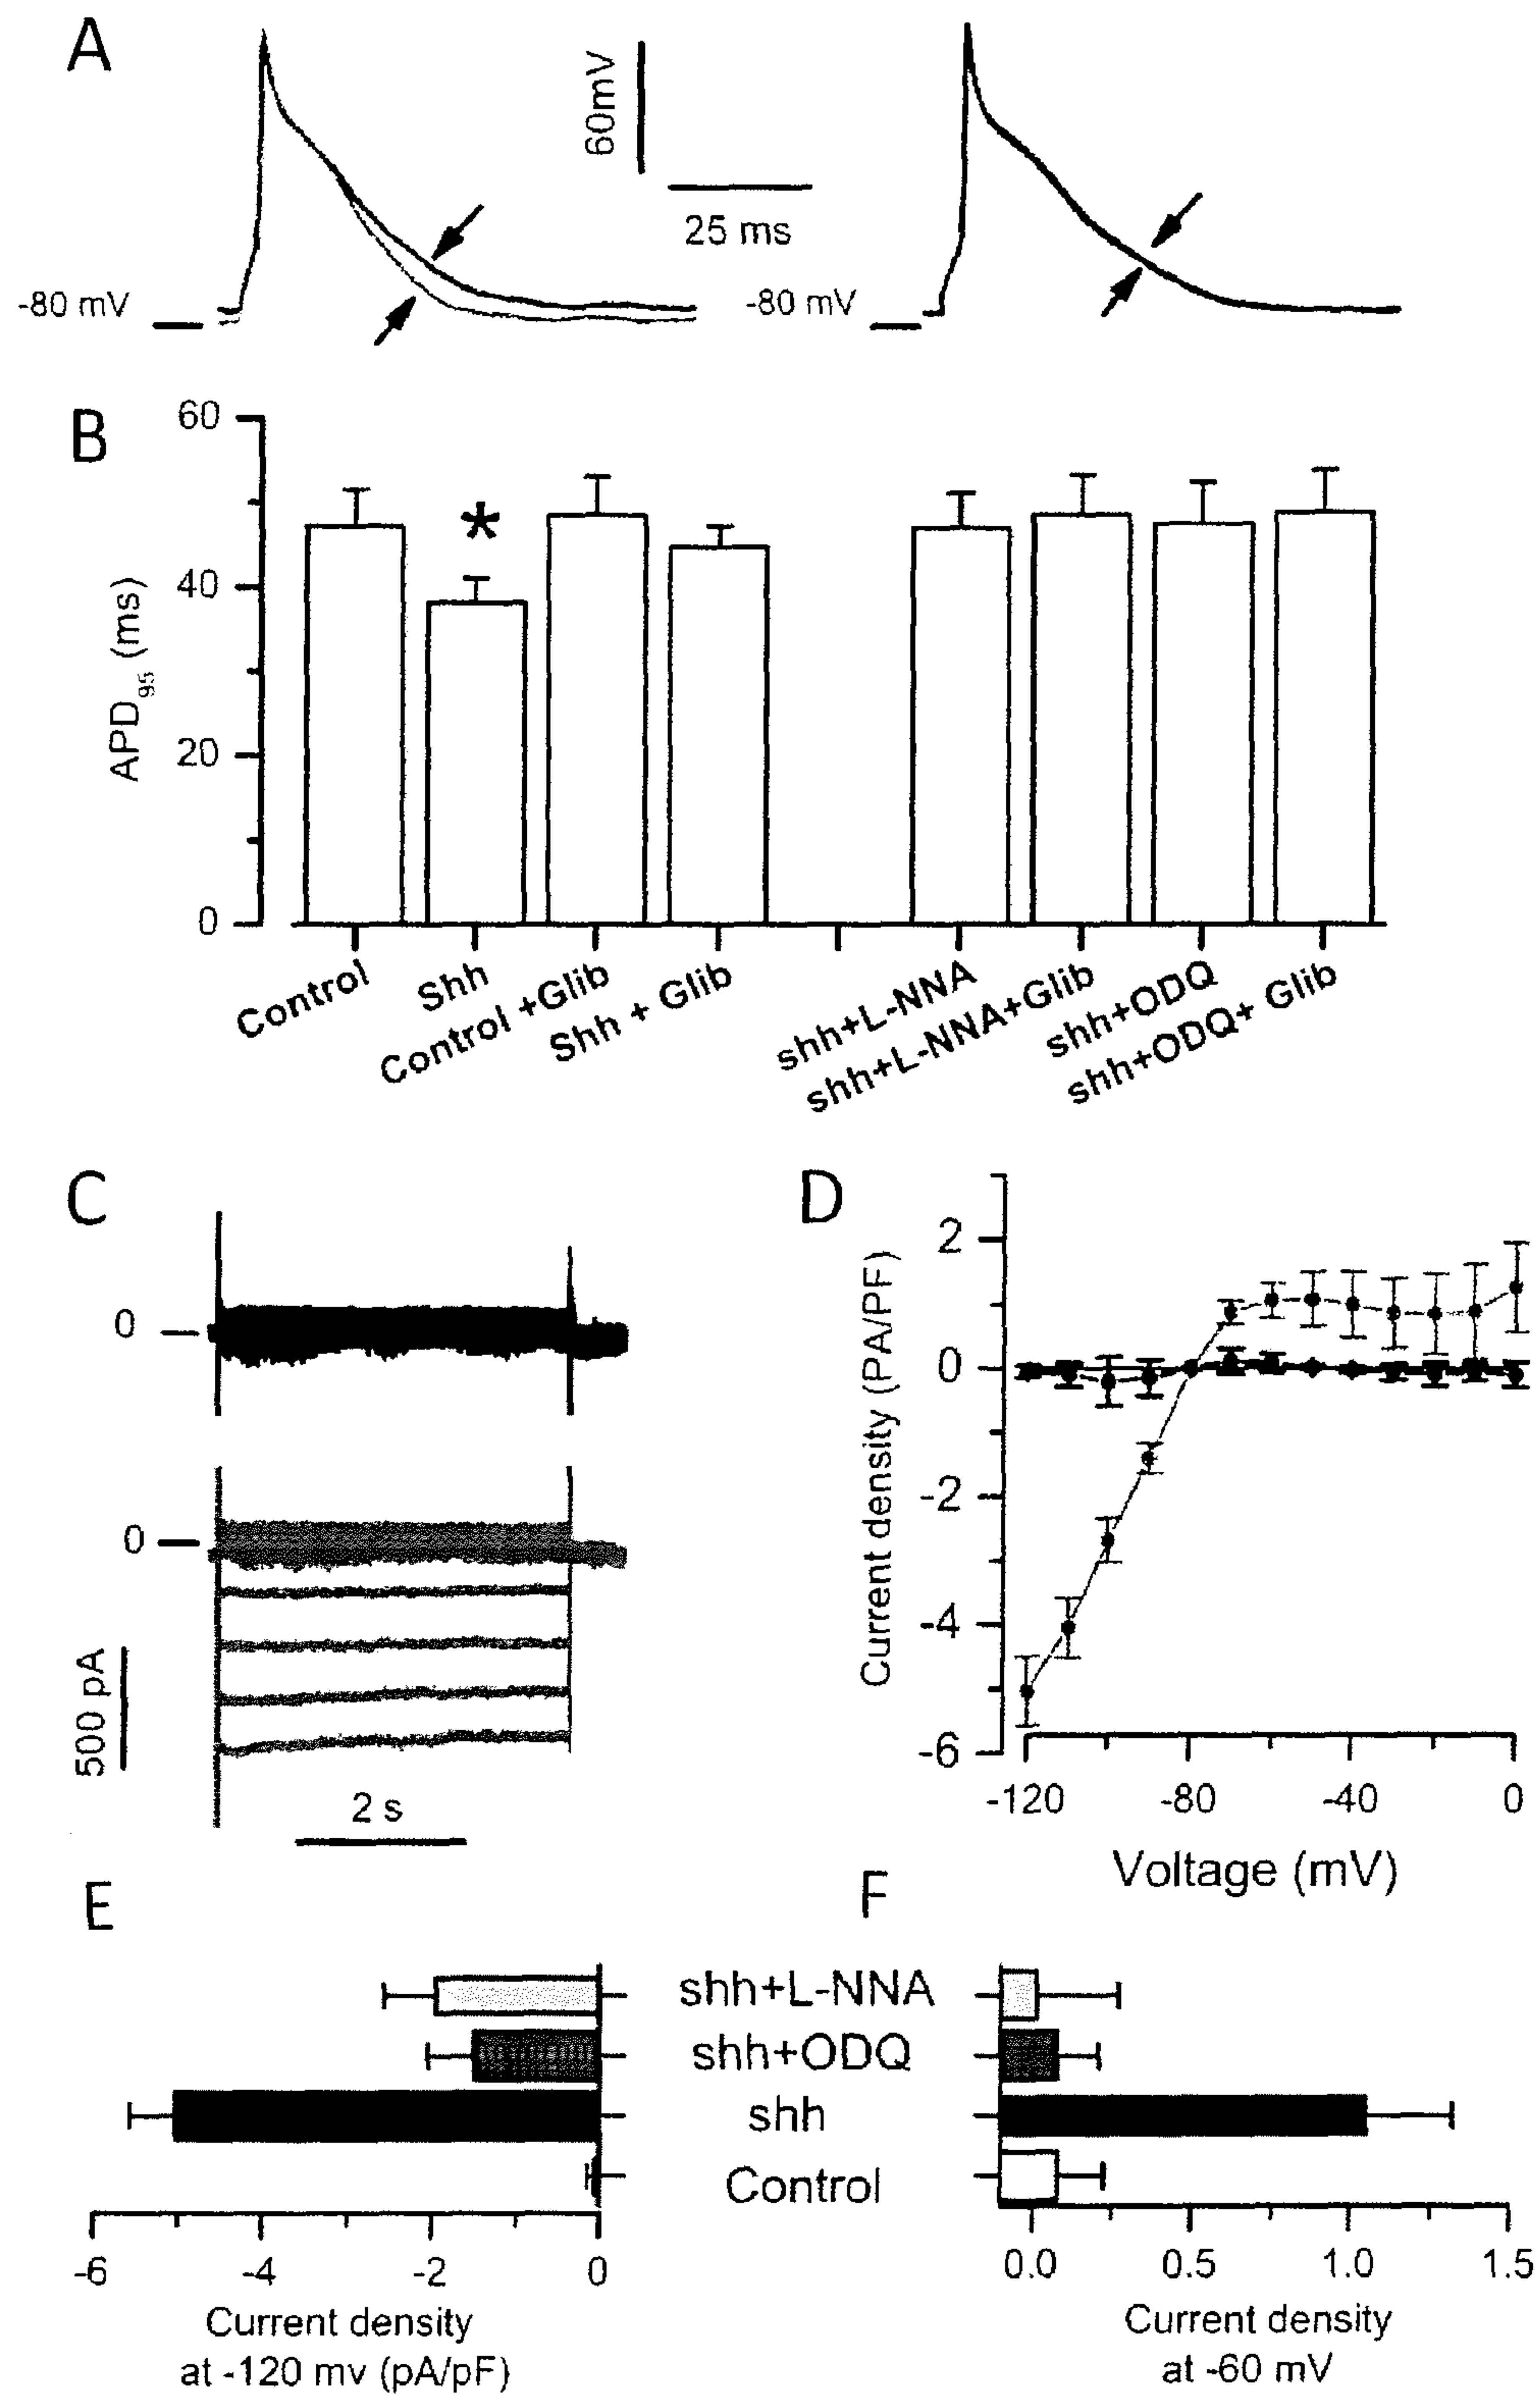 A
60mV
25 ms
-80 mV
-80 mV
B
60
40
20
0
APD95 (ms)
Control
Shh
Control +Glib
Shh + Glib
shh+L-NNA
shh+L-NNA+Glib
shh+ODQ
shh+ODQ+ Glib
*
C
0
0
500 pA
2 s
D
2
0
-2
-4
-6
Current density (PA/PF)
-120
-80
-40
0
Voltage (mV)
E
F
shh+L-NNA
shh+ODQ
shh
Control
-6
-4
-2
0
Current density
at -120 mv (pA/pF)
0.0
0.5
1.0
1.5
Current density
at -60 mV